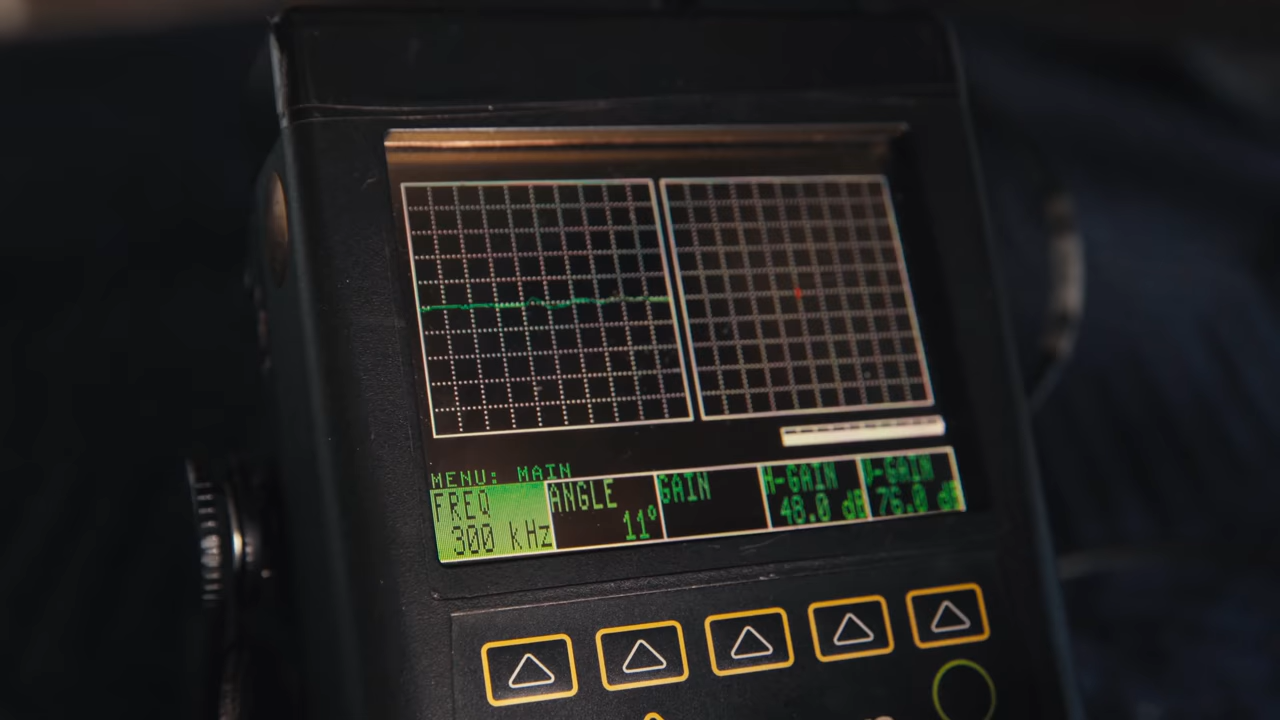 MENU: MAIN
FREQ ANGLE GAIN H-GAIN V-GAIN
300 kHz 11° 48.0 dB 76.0 dB